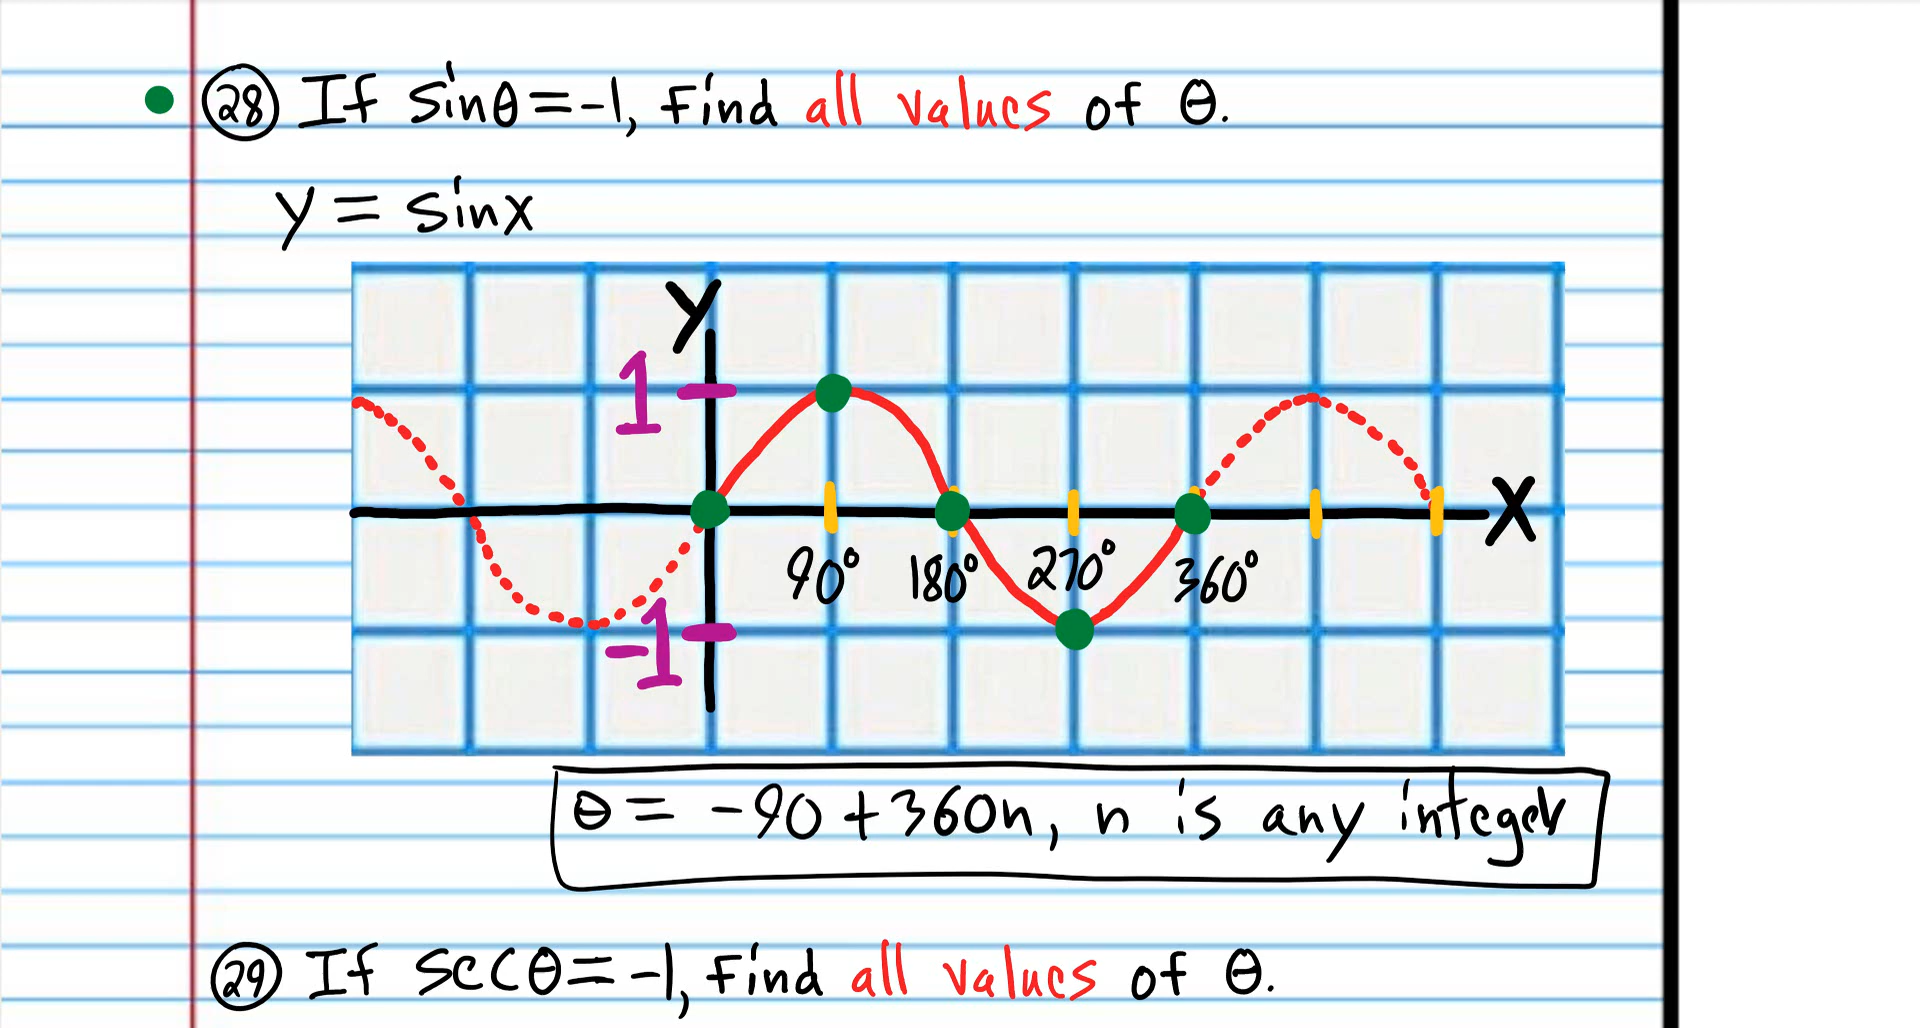 28 If sinθ=-1, Find all values of θ.
y = sinx
y
1
X
90° 180° 270° 360°
-1
θ = -90+360n, n is any integer
29 If secθ=-1, Find all values of θ.